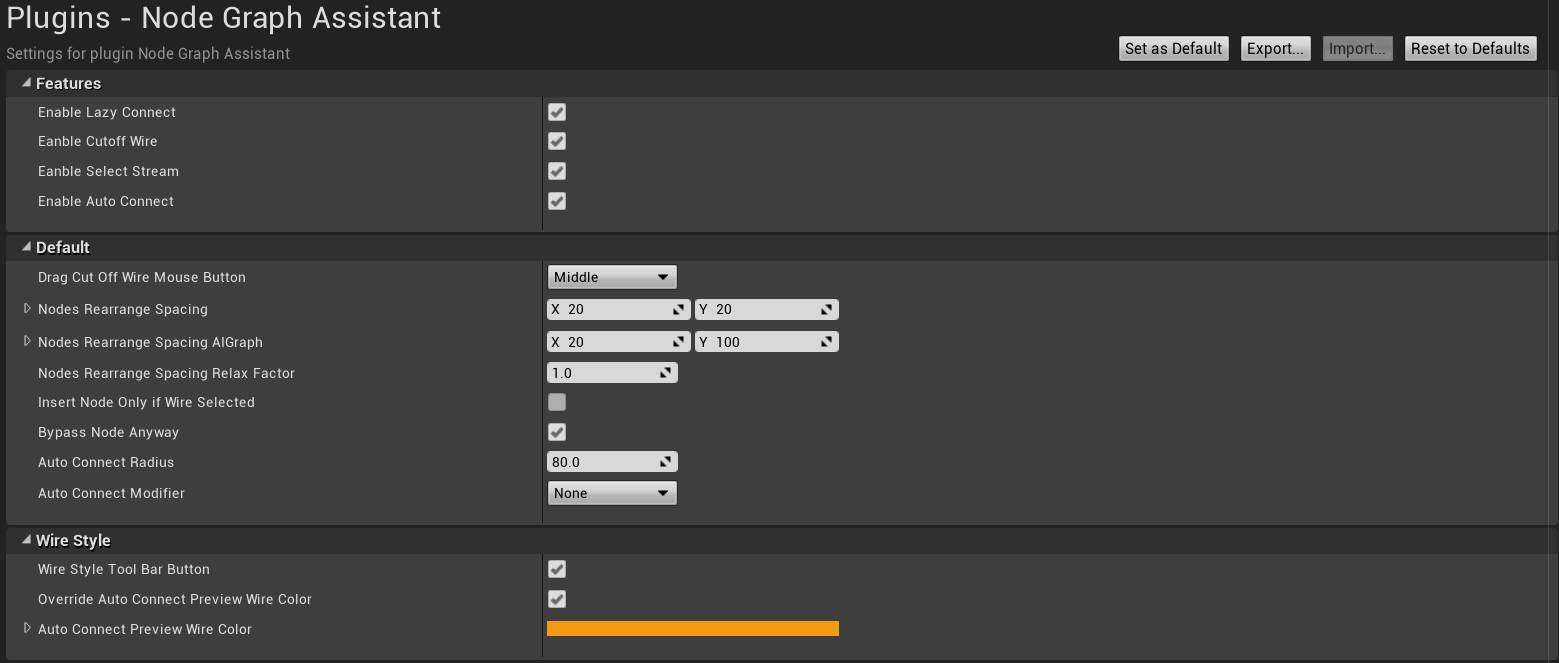 Plugins - Node Graph Assistant
Settings for plugin Node Graph Assistant
Set as Default Export... Import... Reset to Defaults
Features
Enable Lazy Connect
Eanble Cutoff Wire
Eanble Select Stream
Enable Auto Connect
Default
Drag Cut Off Wire Mouse Button Middle
Nodes Rearrange Spacing X 20 Y 20
Nodes Rearrange Spacing AIGraph X 20 Y 100
Nodes Rearrange Spacing Relax Factor 1.0
Insert Node Only if Wire Selected
Bypass Node Anyway
Auto Connect Radius 80.0
Auto Connect Modifier None
Wire Style
Wire Style Tool Bar Button
Override Auto Connect Preview Wire Color
Auto Connect Preview Wire Color